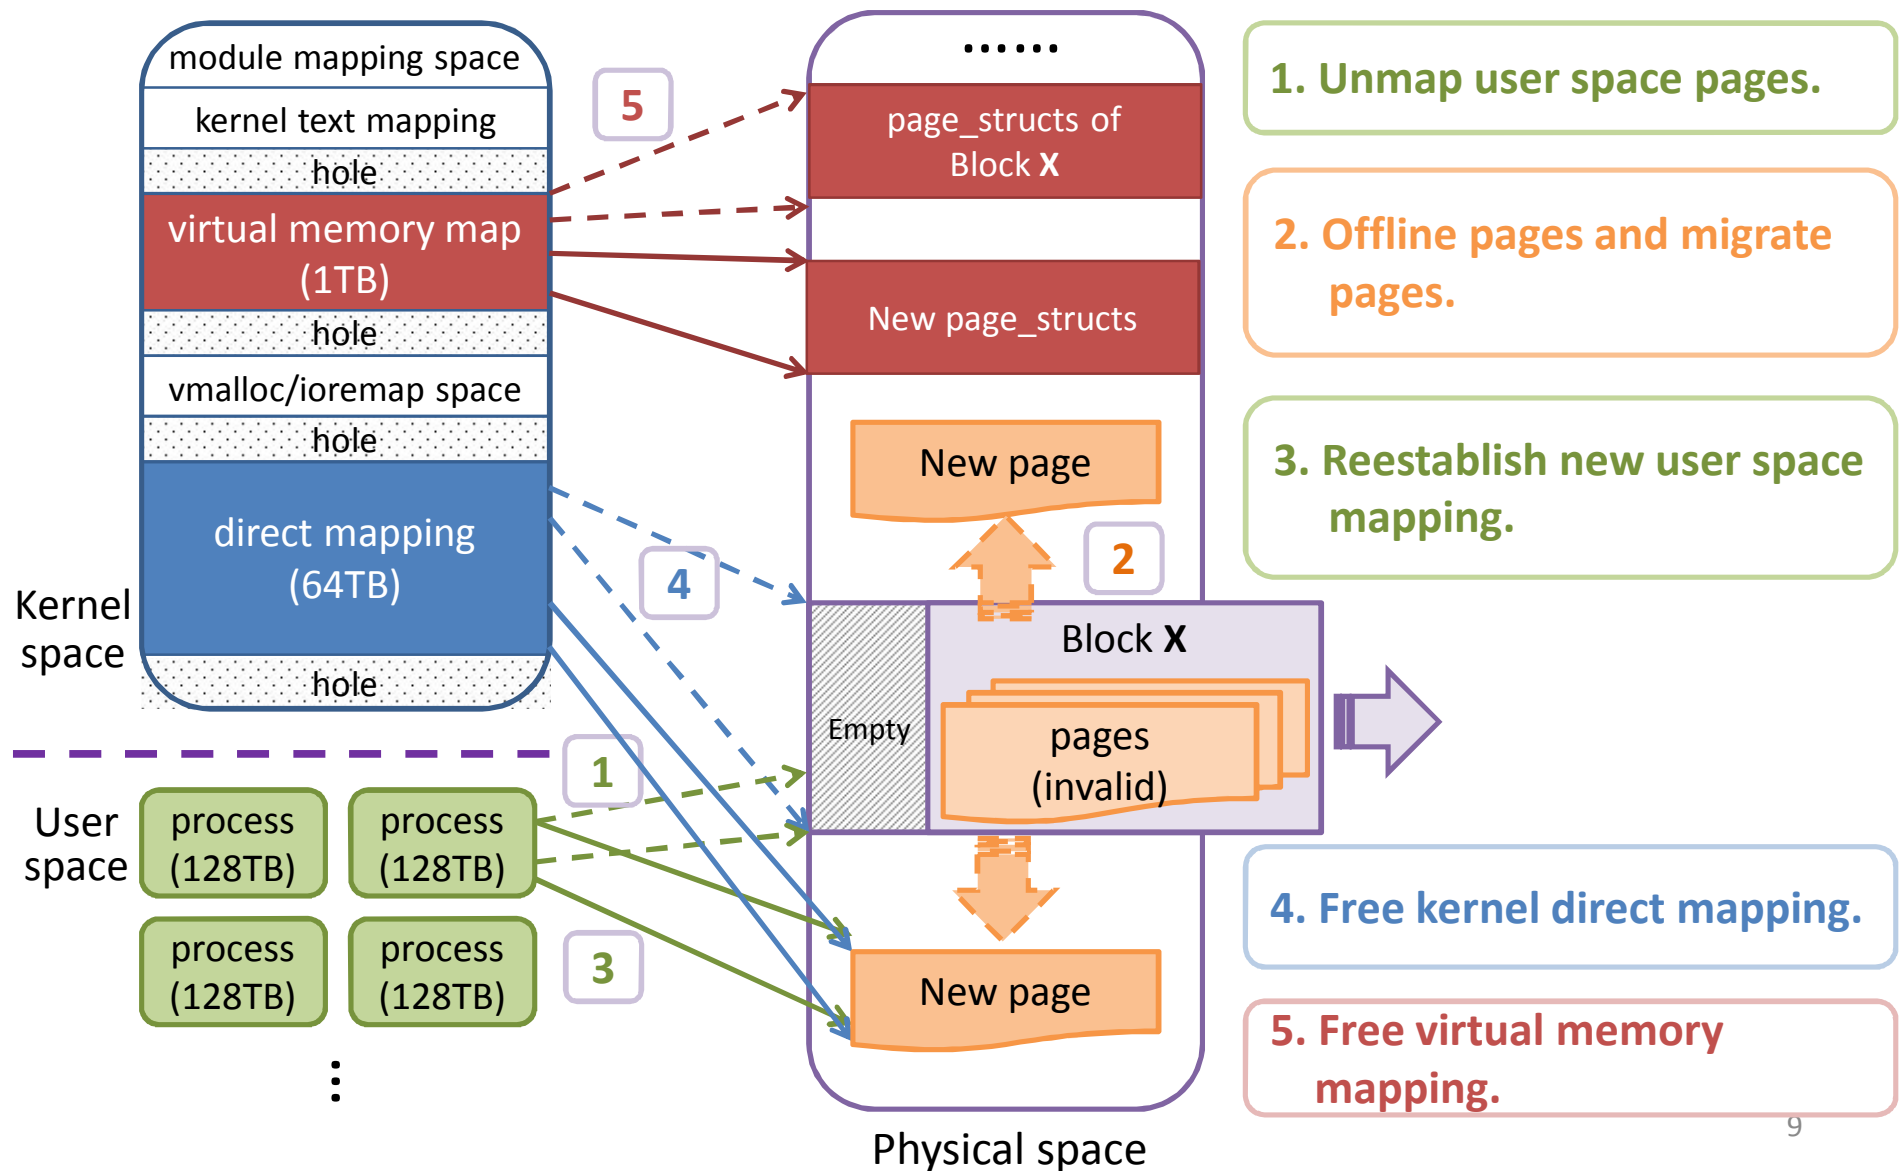 module mapping space
kernel text mapping
hole
virtual memory map
(1TB)
hole
vmalloc/ioremap space
hole
direct mapping
(64TB)
hole
Kernel
space
User
space
process
(128TB)
process
(128TB)
process
(128TB)
process
(128TB)
⋮
5
4
1
3
......
page_structs of
Block X
New page_structs
New page
2
Block X
Empty
pages
(invalid)
New page
Physical space
1. Unmap user space pages.
2. Offline pages and migrate
pages.
3. Reestablish new user space
mapping.
4. Free kernel direct mapping.
5. Free virtual memory
mapping.
9